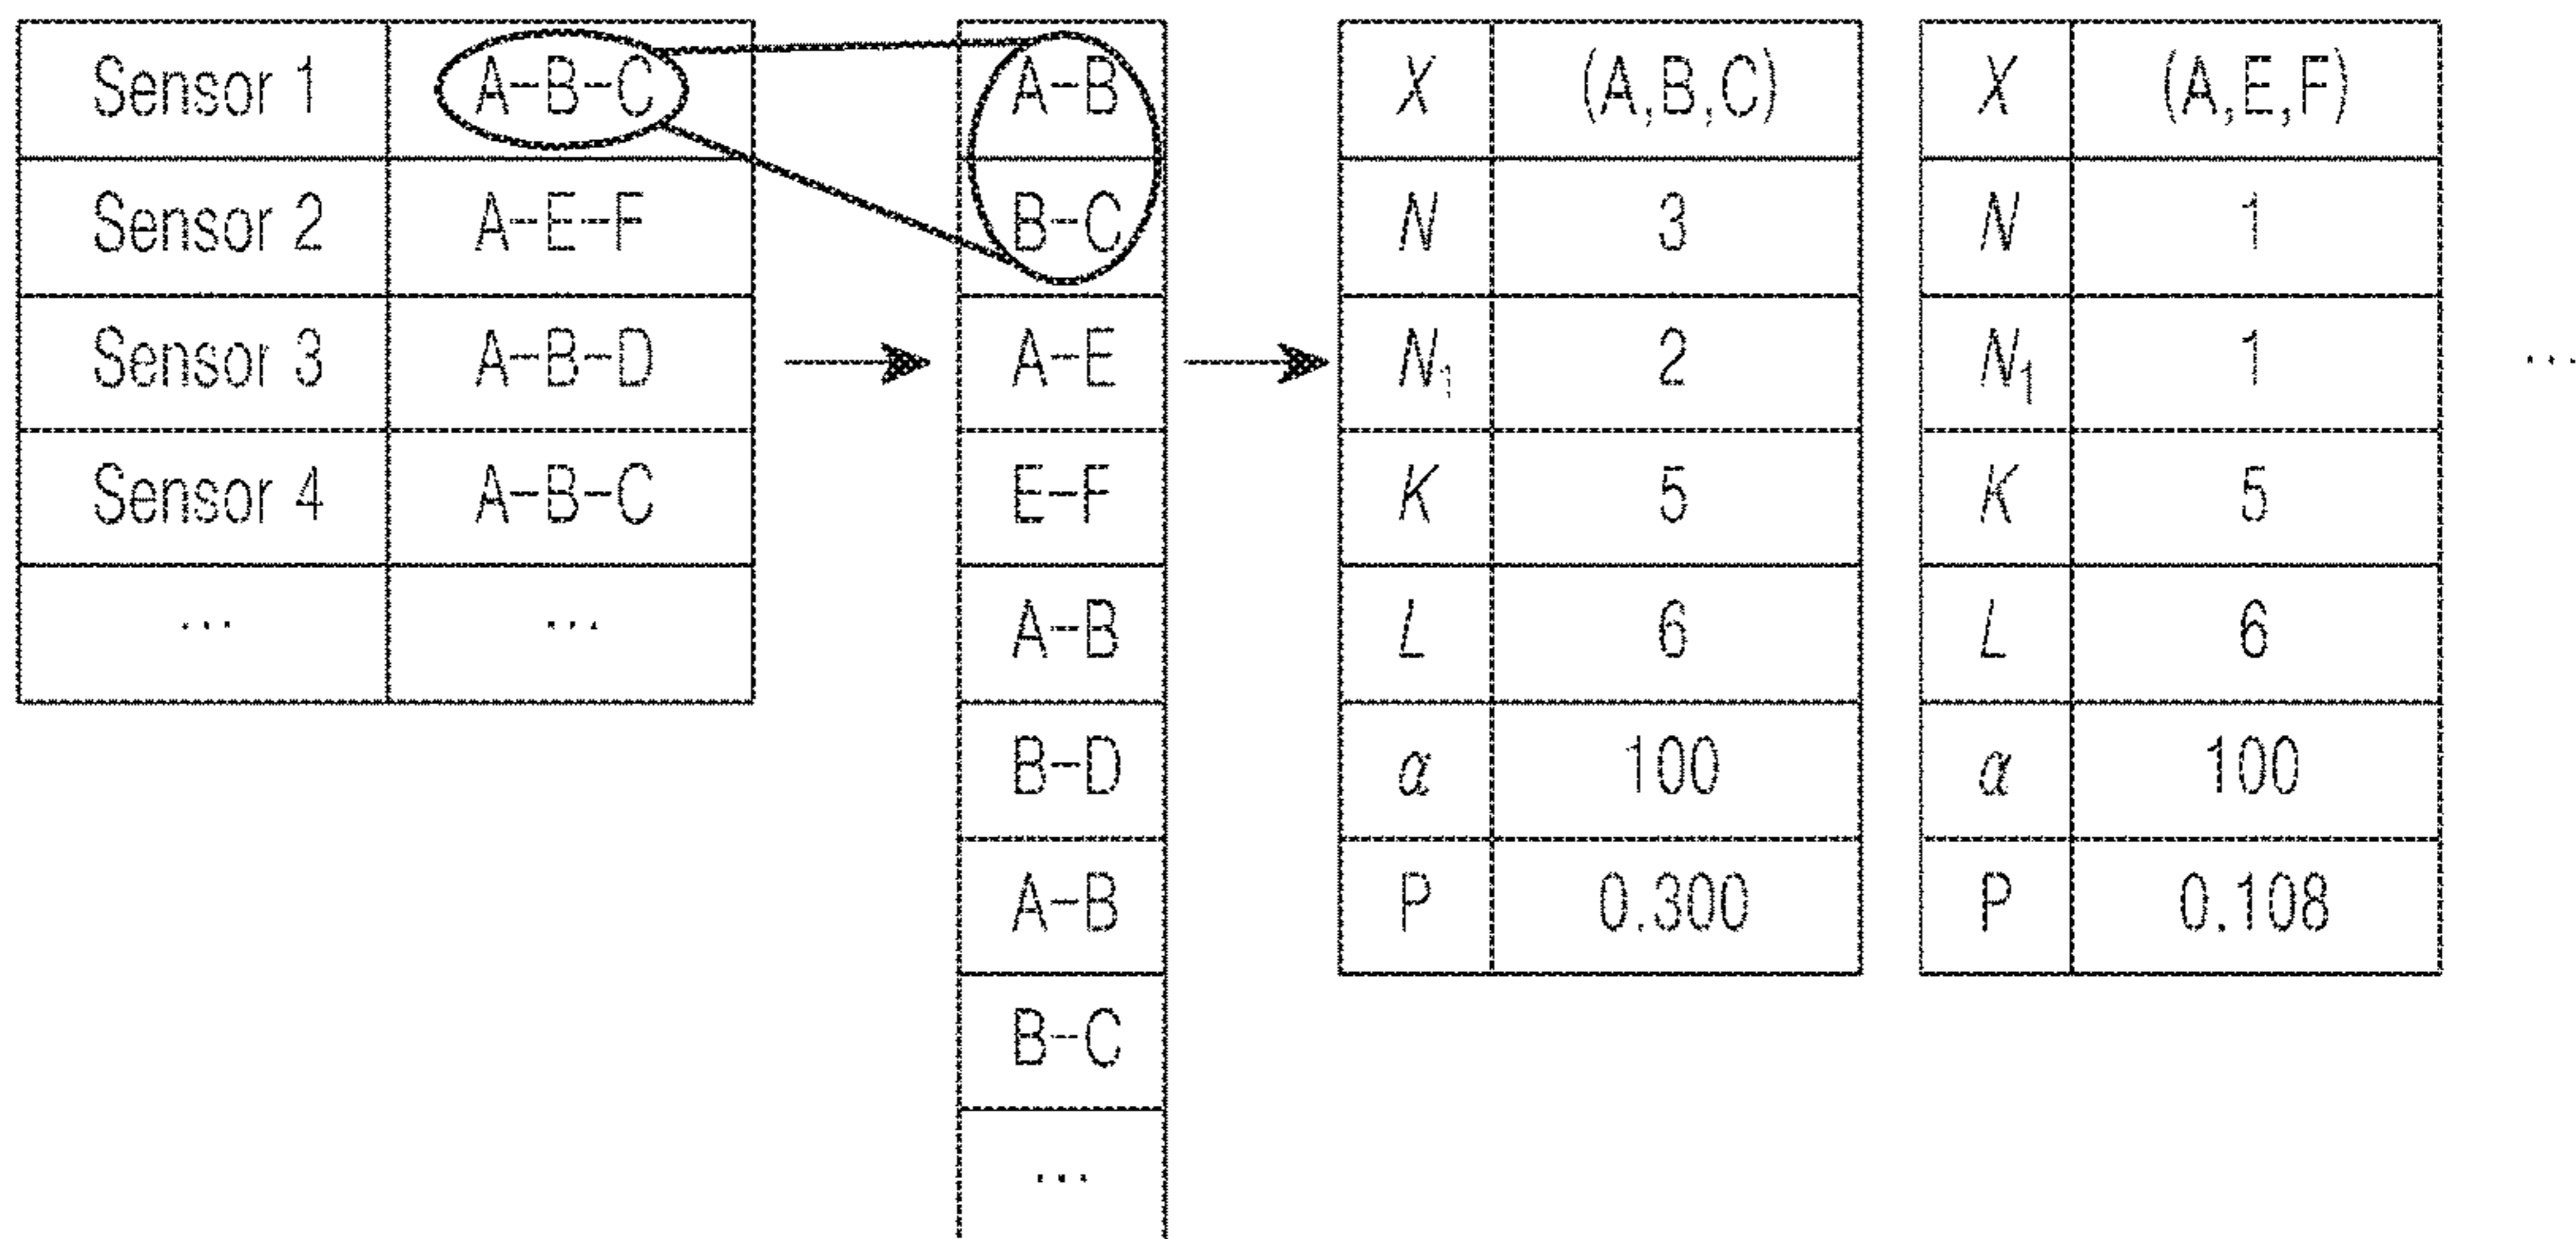 Sensor 1 A-B-C
Sensor 2 A-E-F
Sensor 3 A-B-D
Sensor 4 A-B-C
... ...
A-B
B-C
A-E
E-F
A-B
B-D
A-B
B-C
...
X (A,B,C)
N 3
N₁ 2
K 5
L 6
α 100
P 0.300
X (A,E,F)
N 1
N₁ 1
K 5
L 6
α 100
P 0.108
...